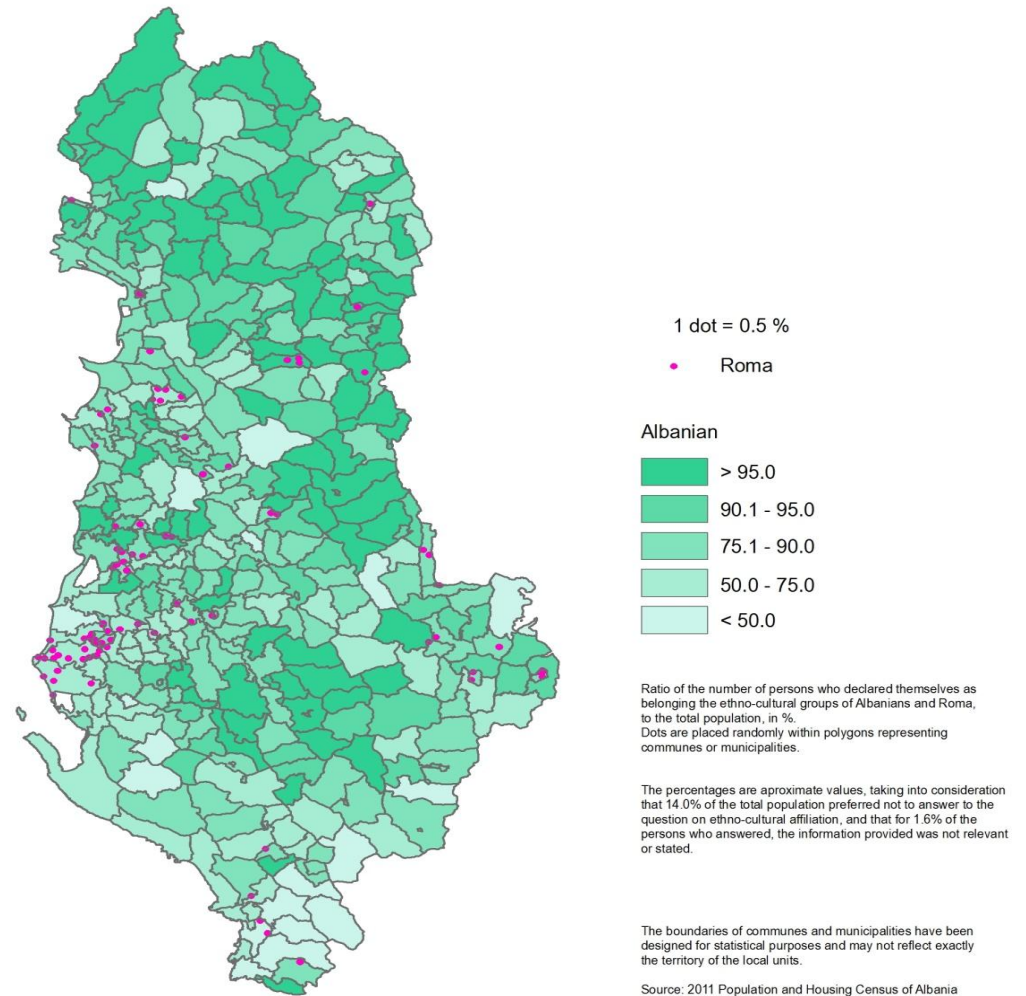 1 dot = 0.5 %
Roma
Albanian
> 95.0
90.1 - 95.0
75.1 - 90.0
50.0 - 75.0
< 50.0
Ratio of the number of persons who declared themselves as
belonging the ethno-cultural groups of Albanians and Roma,
to the total population, in %.
Dots are placed randomly within polygons representing
communes or municipalities.
The percentages are aproximate values, taking into consideration
that 14.0% of the total population preferred not to answer to the
question on ethno-cultural affiliation, and that for 1.6% of the
persons who answered, the information provided was not relevant
or stated.
The boundaries of communes and municipalities have been
designed for statistical purposes and may not reflect exactly
the territory of the local units.
Source: 2011 Population and Housing Census of Albania